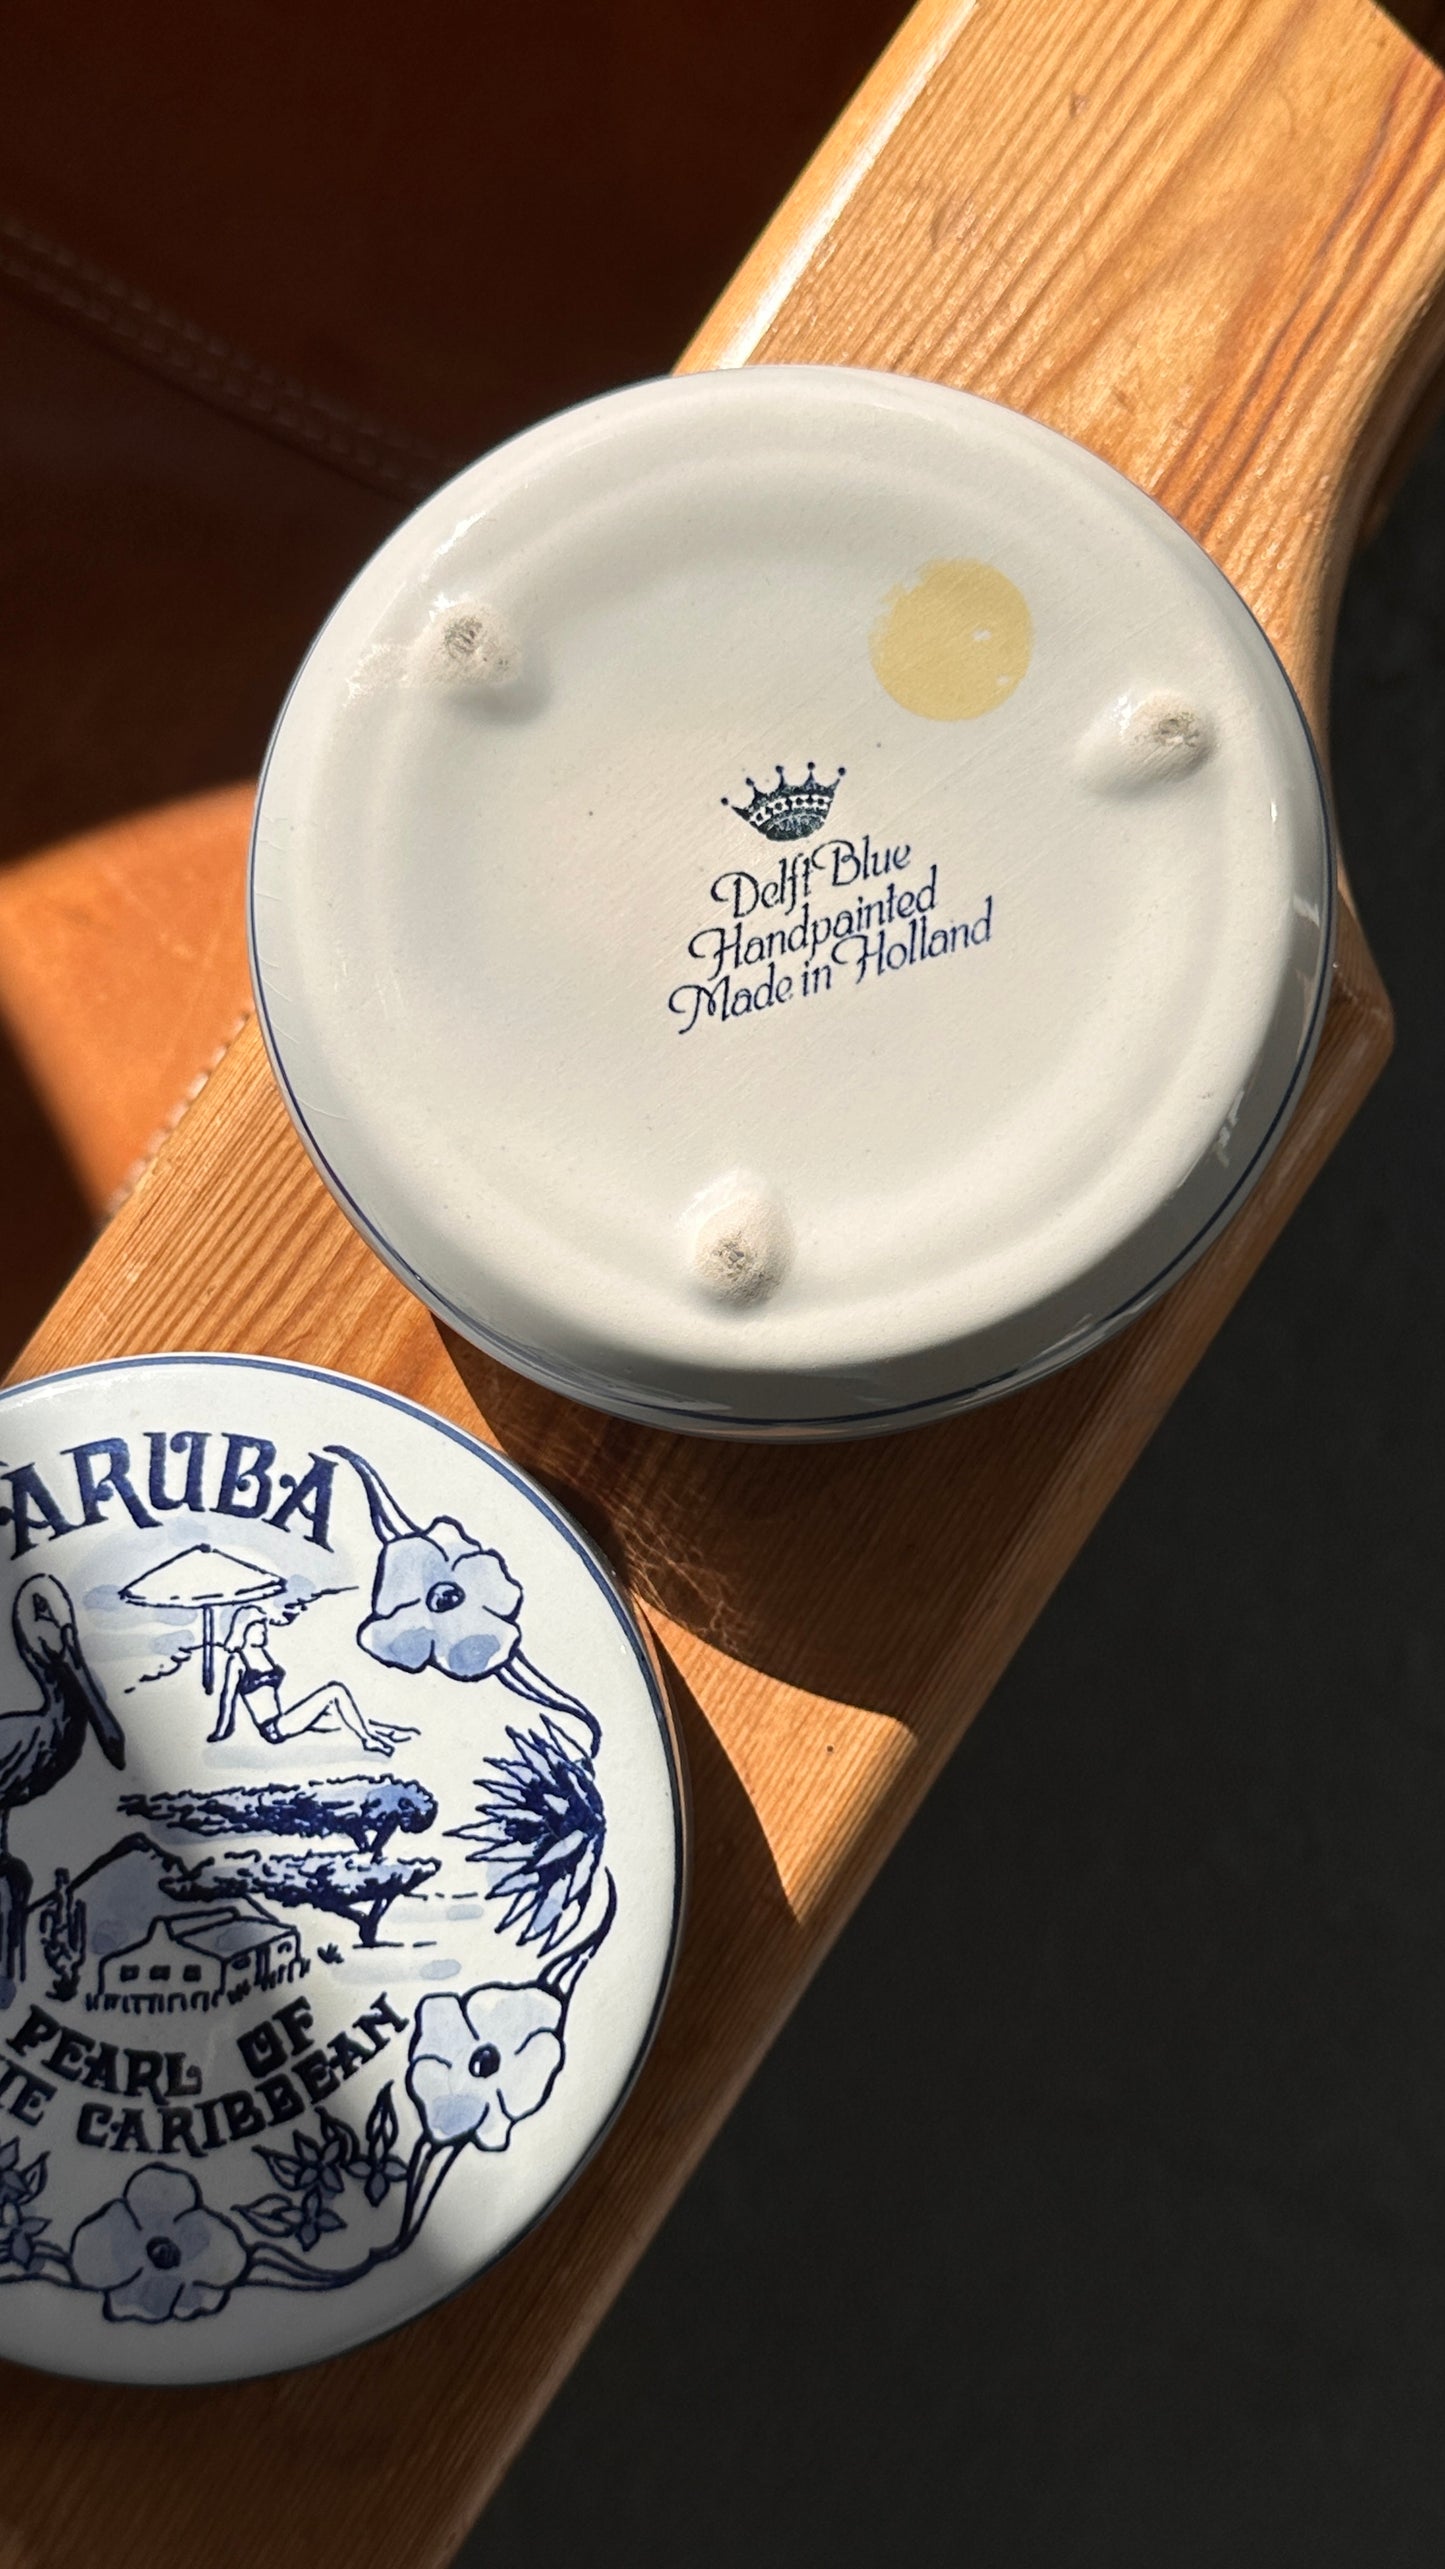 Delft Blue
Handpainted
Made in Holland
ARUBA
PEARL OF
CARIBBEAN